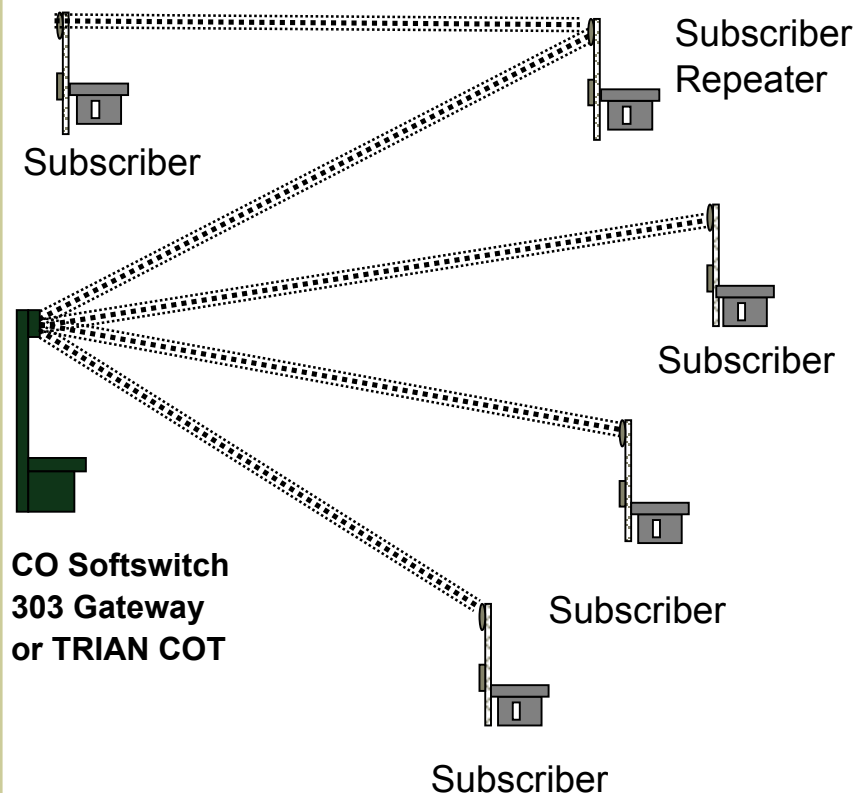 Subscriber
Repeater
Subscriber
Subscriber
CO Softswitch
303 Gateway
or TRIAN COT
Subscriber
Subscriber